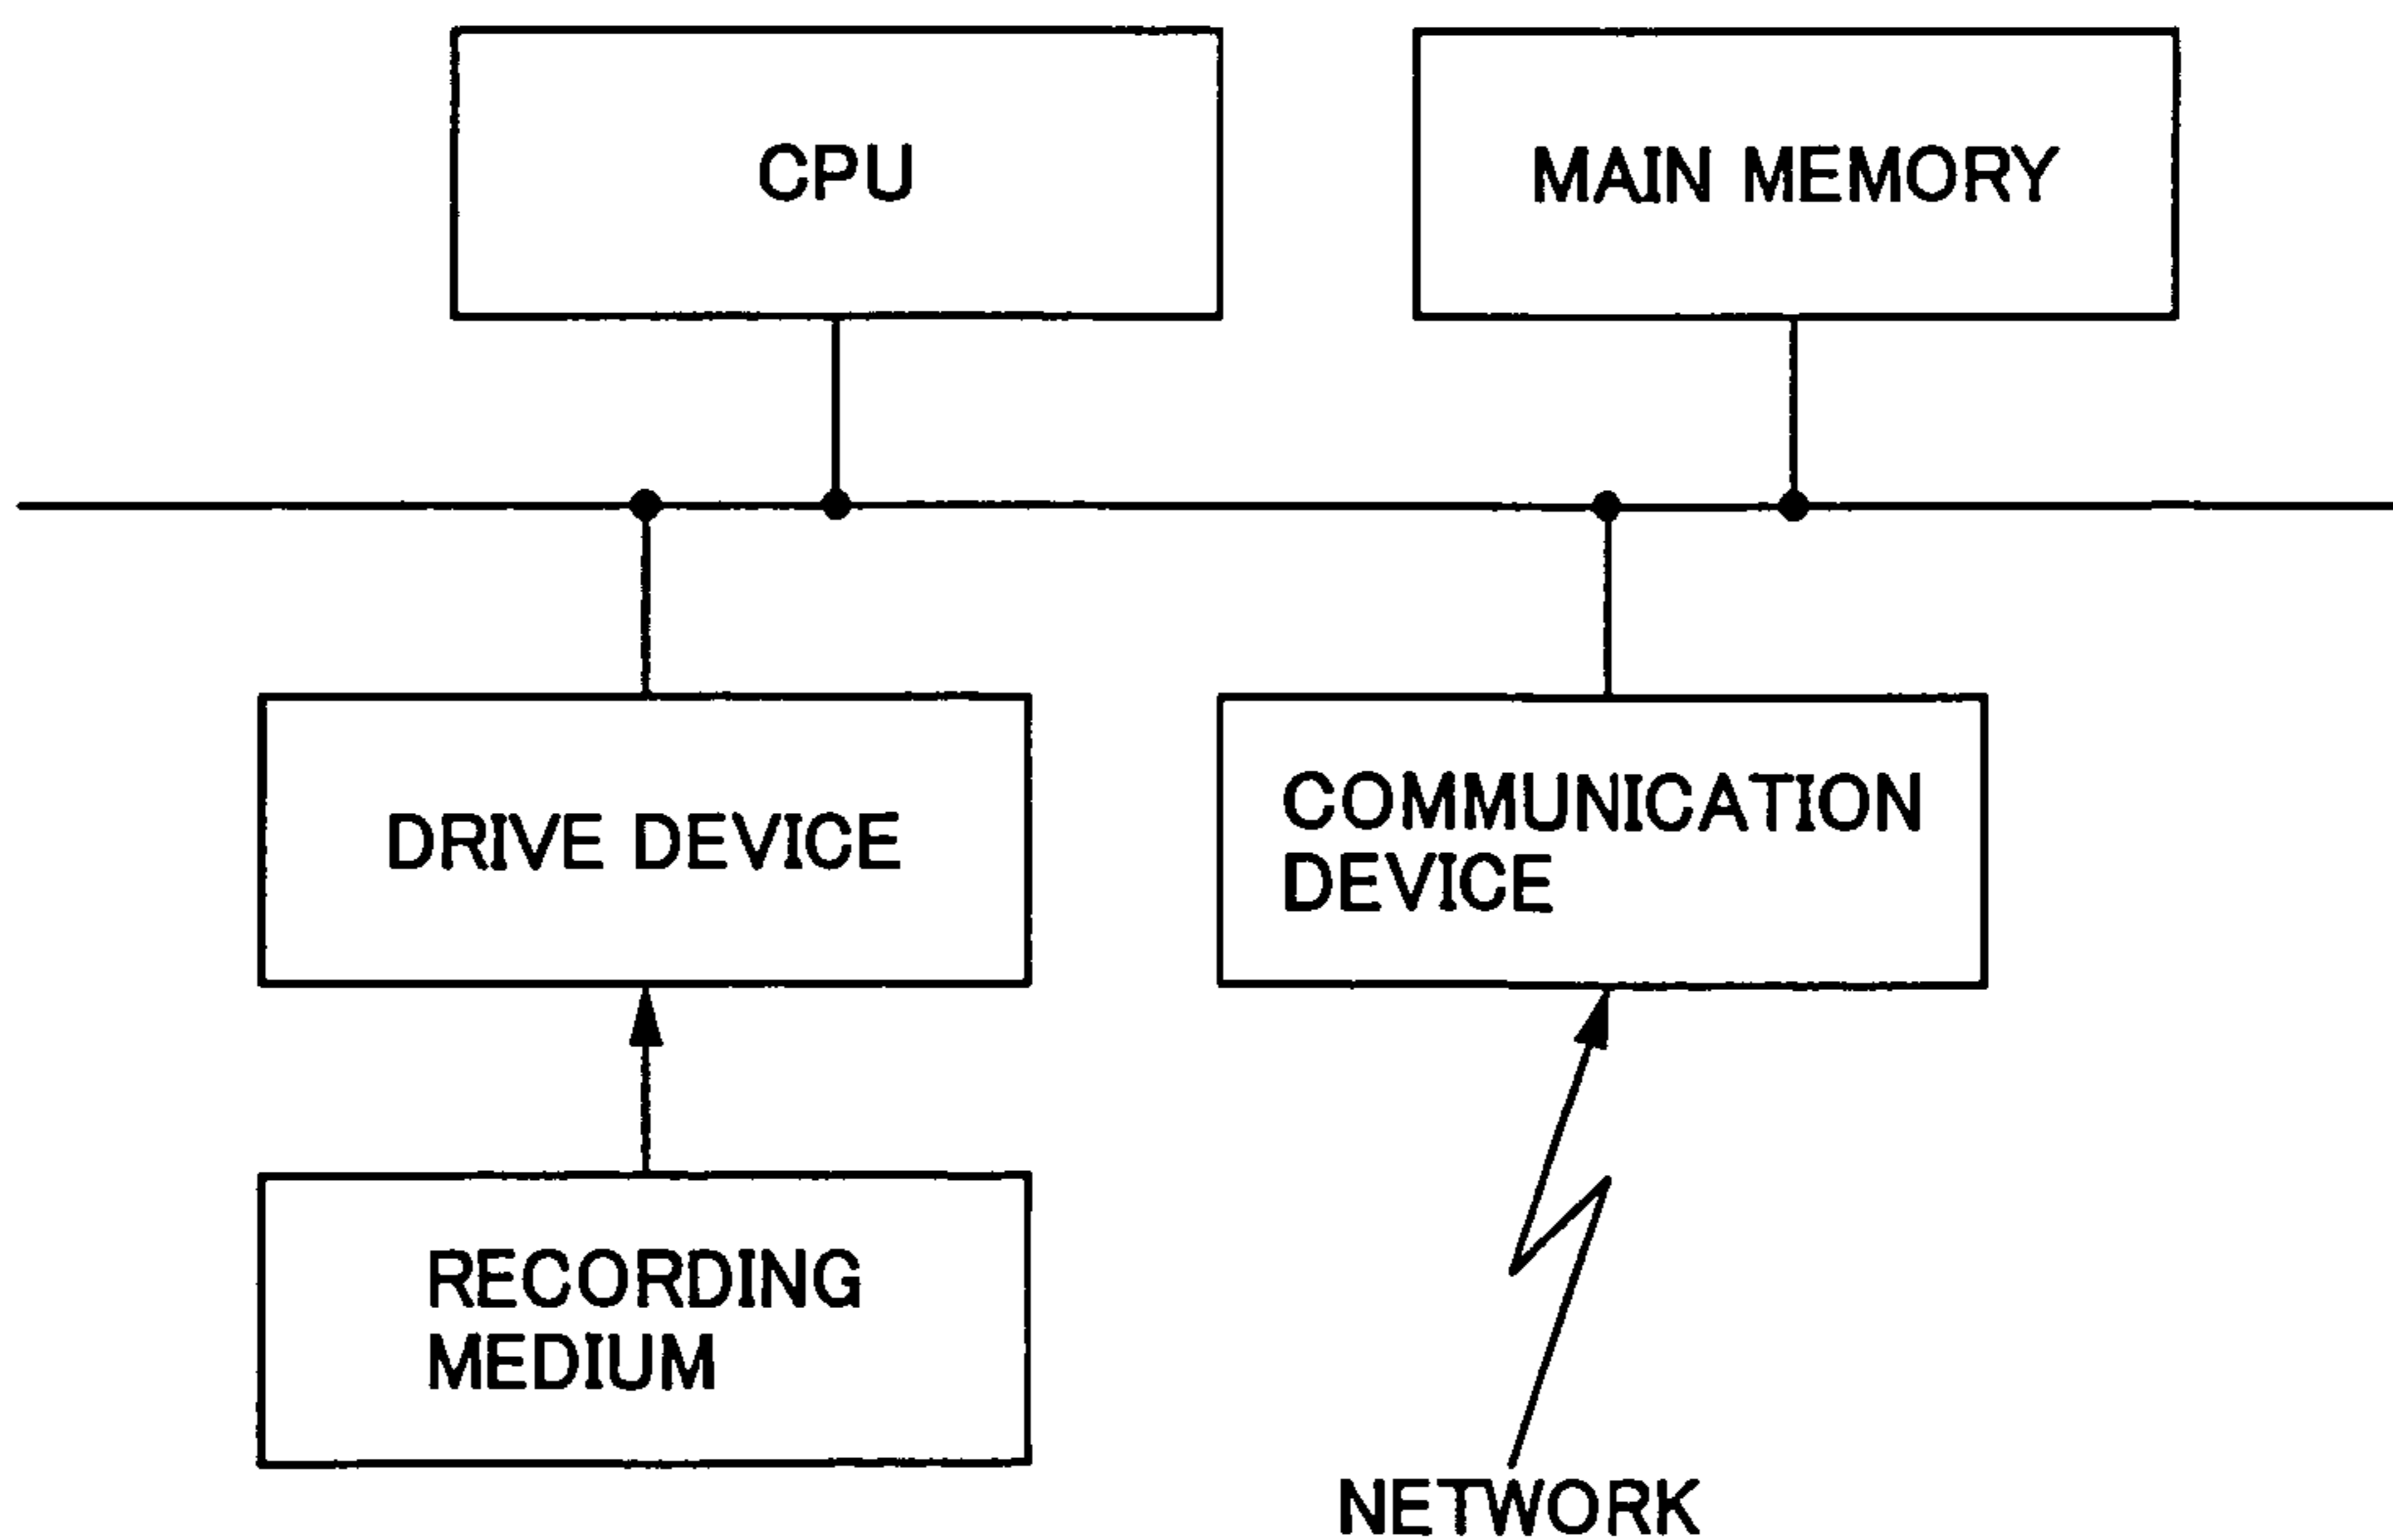 CPU
MAIN MEMORY
DRIVE DEVICE
COMMUNICATION
DEVICE
RECORDING
MEDIUM
NETWORK